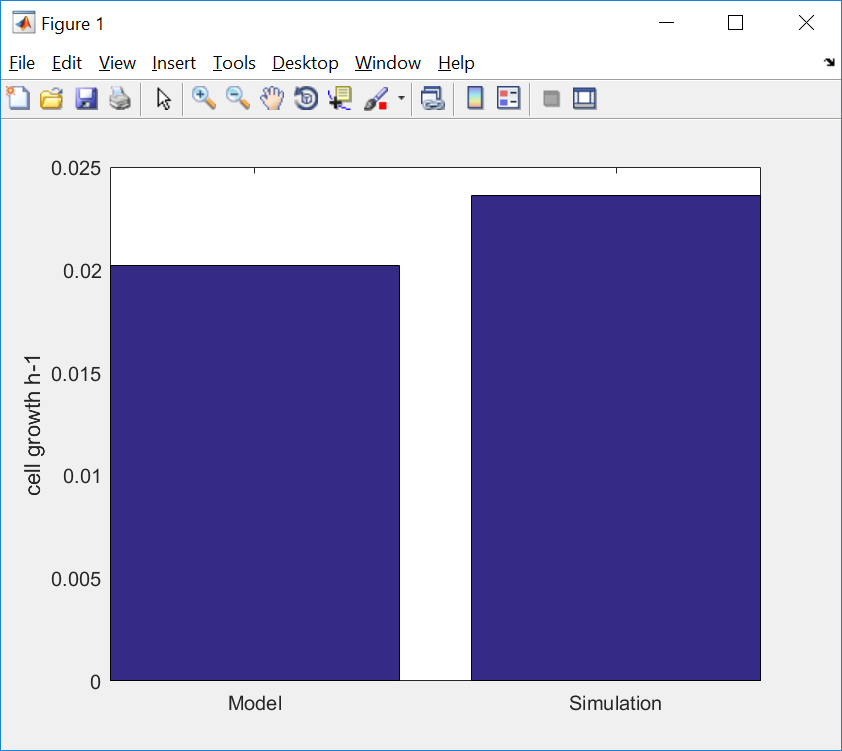 Figure 1
File Edit View Insert Tools Desktop Window Help
0.025
0.02
0.015
0.01
0.005
0
cell growth h-1
Model Simulation